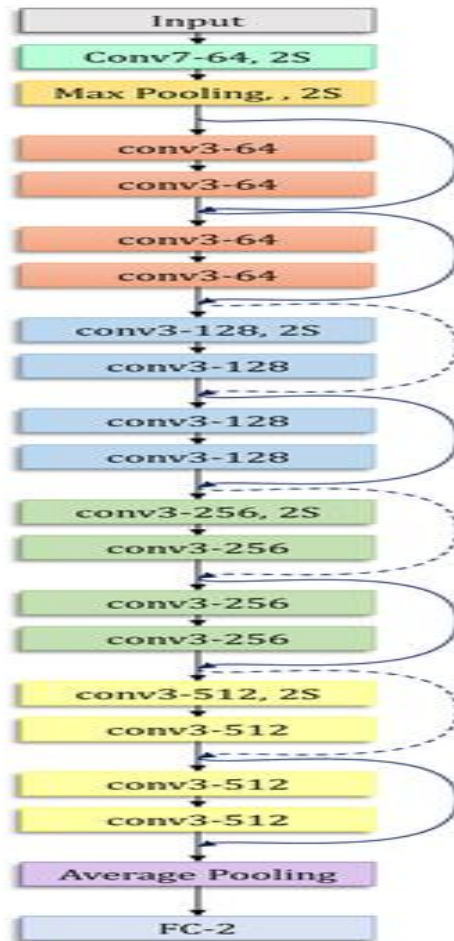 Input
Conv7-64, 2S
Max Pooling, , 2S
conv3-64
conv3-64
conv3-64
conv3-64
conv3-128, 2S
conv3-128
conv3-128
conv3-128
conv3-256, 2S
conv3-256
conv3-256
conv3-256
conv3-512, 2S
conv3-512
conv3-512
conv3-512
Average Pooling
FC-2